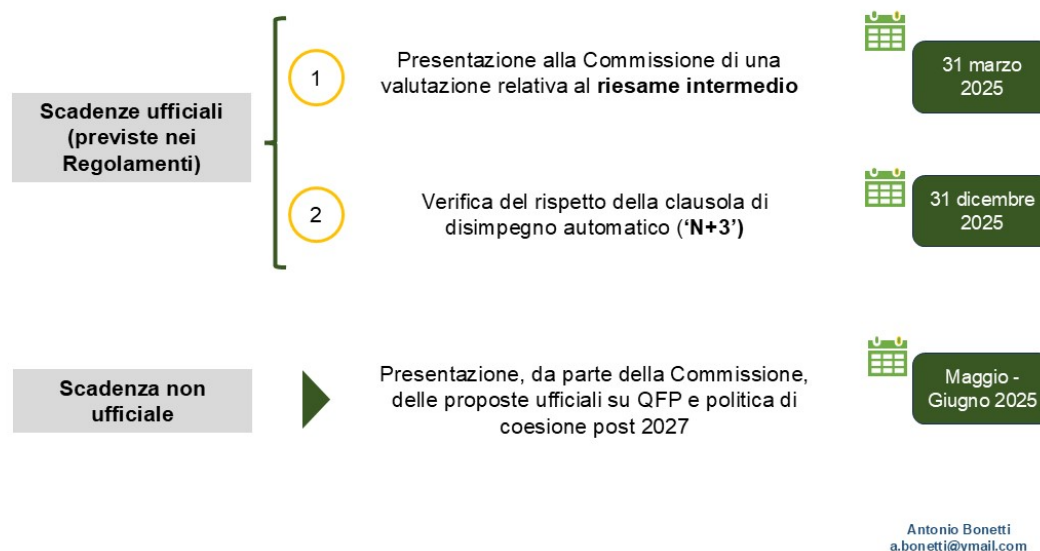 Scadenze ufficiali
(previste nei
Regolamenti)
1
Presentazione alla Commissione di una
valutazione relativa al riesame intermedio
31 marzo
2025
2
Verifica del rispetto della clausola di
disimpegno automatico (‘N+3’)
31 dicembre
2025
Scadenza non
ufficiale
Presentazione, da parte della Commissione,
delle proposte ufficiali su QFP e politica di
coesione post 2027
Maggio -
Giugno 2025
Antonio Bonetti
a.bonetti@ymail.com